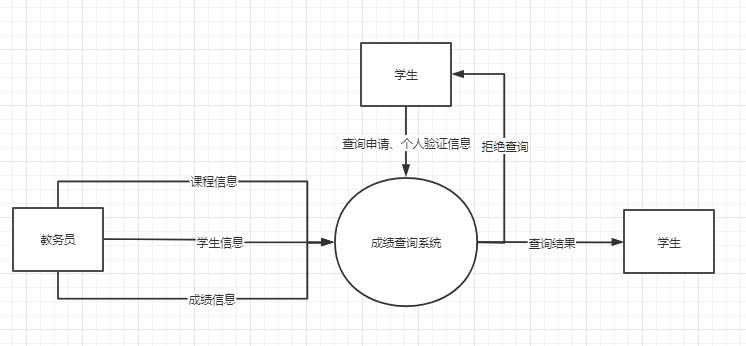 学生
查询申请、个人验证信息
拒绝查询
课程信息
教务员
学生信息
成绩查询系统
查询结果
学生
成绩信息